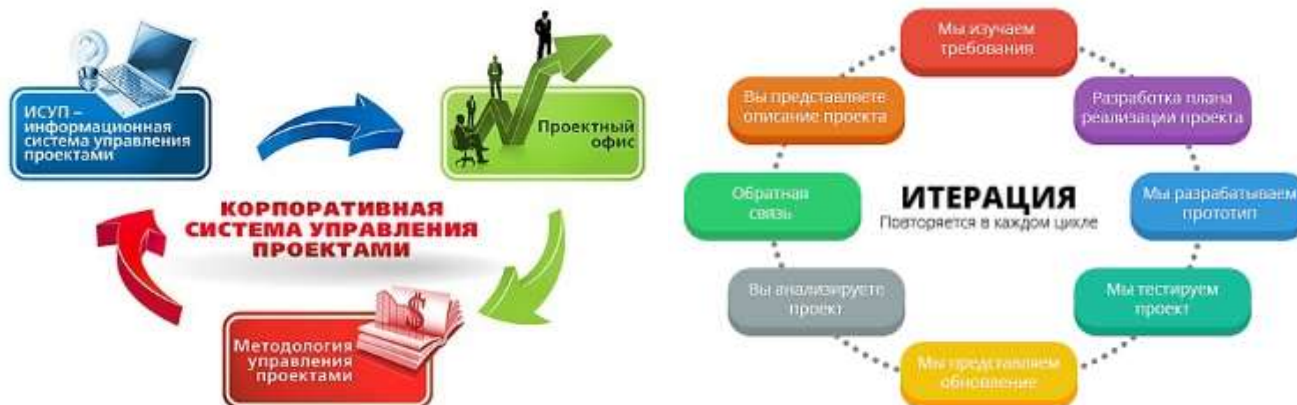 ИСУП –
информационная
система управления
проектами
Проектный
офис
КОРПОРАТИВНАЯ
СИСТЕМА УПРАВЛЕНИЯ
ПРОЕКТАМИ
Методология
управления
проектами
Мы изучаем
требования
Вы представляете
описание проекта
Разработка плана
реализации проекта
Обратная
связь
ИТЕРАЦИЯ
Повторяется в каждом цикле
Мы разрабатываем
прототип
Вы анализируете
проект
Мы тестируем
проект
Мы представляем
обновление